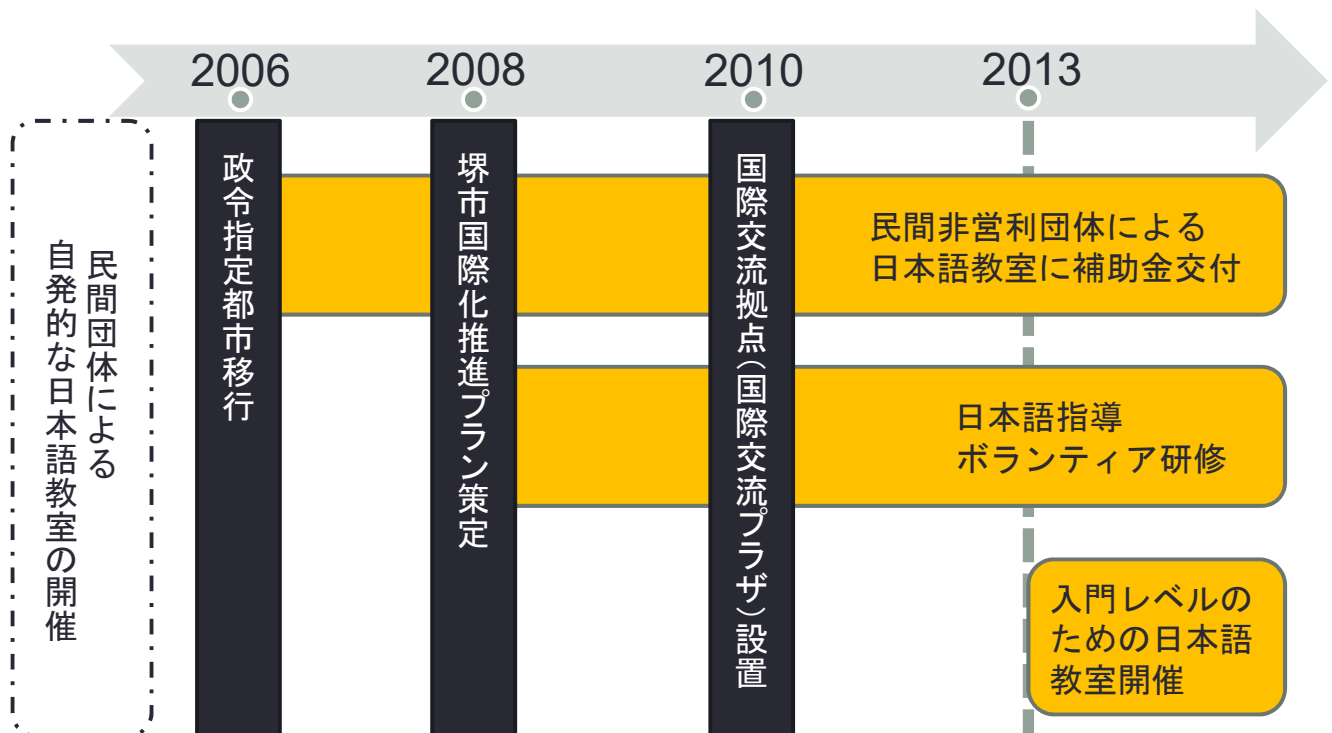 2006
2008
2010
2013
民間団体による
自発的な日本語教室の開催
政令指定都市移行
堺市国際化推進プラン策定
国際交流拠点（国際交流プラザ）設置
民間非営利団体による
日本語教室に補助金交付
日本語指導
ボランティア研修
入門レベルの
ための日本語
教室開催